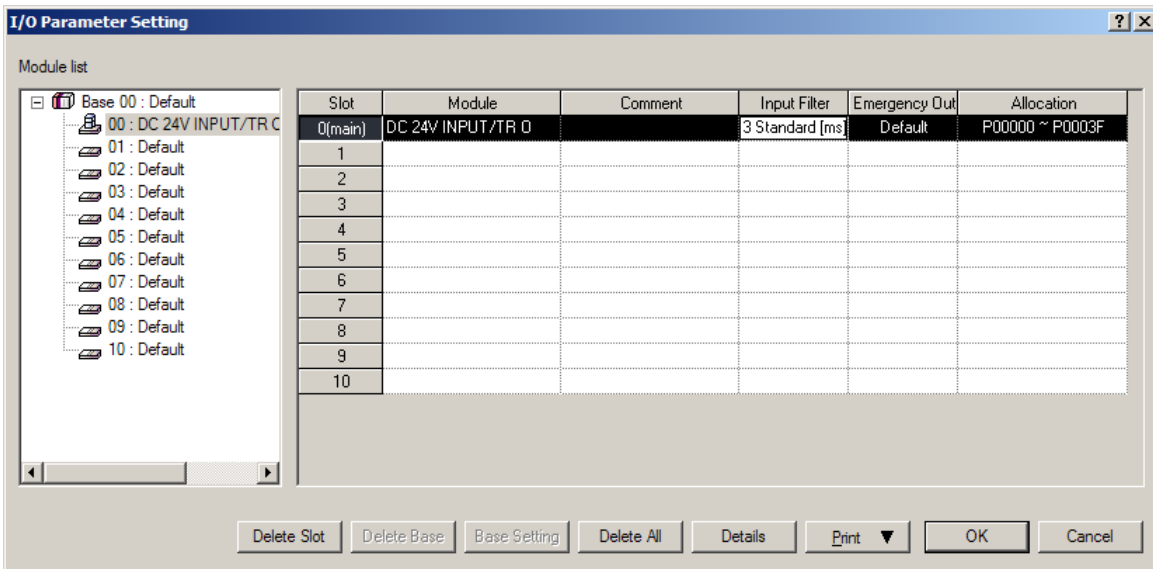 I/O Parameter Setting
Module list
Base 00 : Default
00 : DC 24V INPUT/TR O
01 : Default
02 : Default
03 : Default
04 : Default
05 : Default
06 : Default
07 : Default
08 : Default
09 : Default
10 : Default
Slot Module Comment Input Filter Emergency Out Allocation
0(main) DC 24V INPUT/TR O 3 Standard [ms] Default P00000 ~ P0003F
1
2
3
4
5
6
7
8
9
10
Delete Slot Delete Base Base Setting Delete All Details Print ▼ OK Cancel